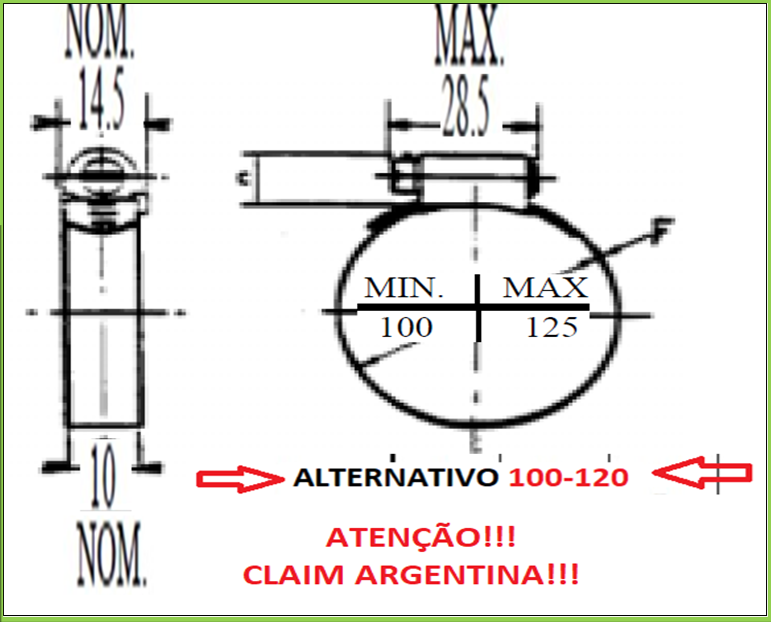 NOM.
14.5
MAX.
28.5
F
MIN. MAX
100 125
10
NOM.
ALTERNATIVO 100-120
ATENÇÃO!!!
CLAIM ARGENTINA!!!